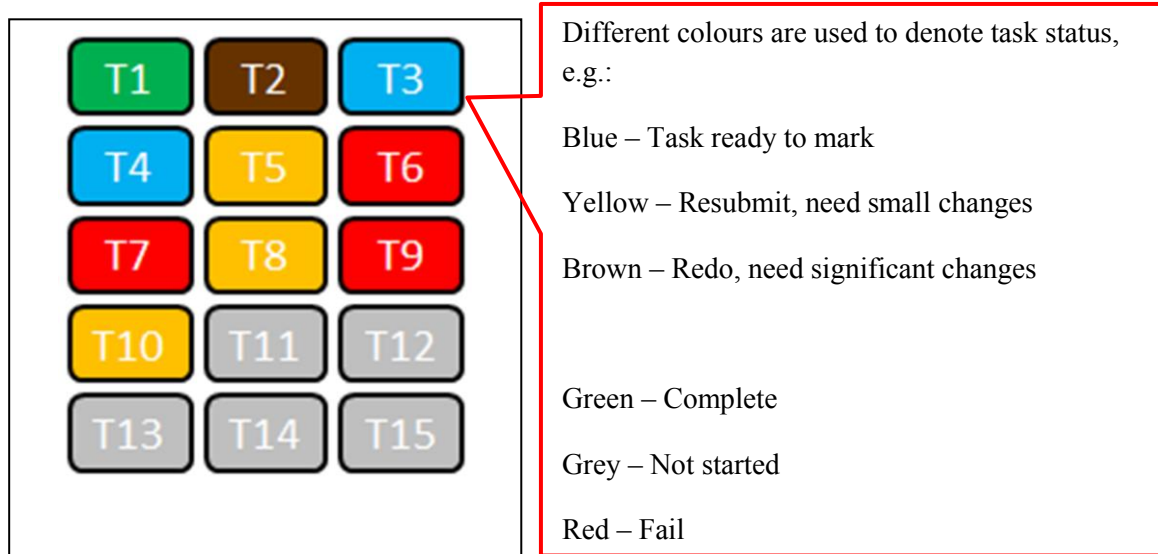 T1 T2 T3
T4 T5 T6
T7 T8 T9
T10 T11 T12
T13 T14 T15
Different colours are used to denote task status,
e.g.:
Blue – Task ready to mark
Yellow – Resubmit, need small changes
Brown – Redo, need significant changes
Green – Complete
Grey – Not started
Red – Fail